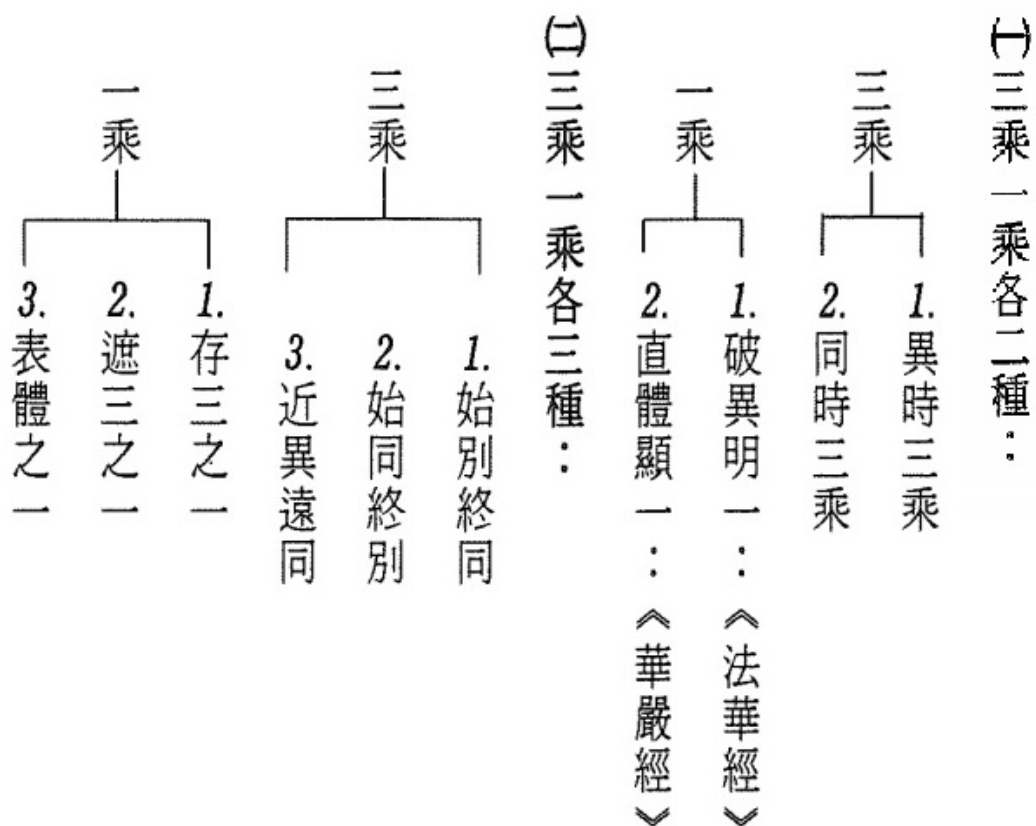 ㈠三乘一乘各二種：
三乘
1.異時三乘
2.同時三乘
一乘
1.破異明一：《法華經》
2.直體顯一：《華嚴經》
㈡三乘一乘各三種：
三乘
1.始別終同
2.始同終別
3.近異遠同
一乘
1.存三之一
2.遮三之一
3.表體之一